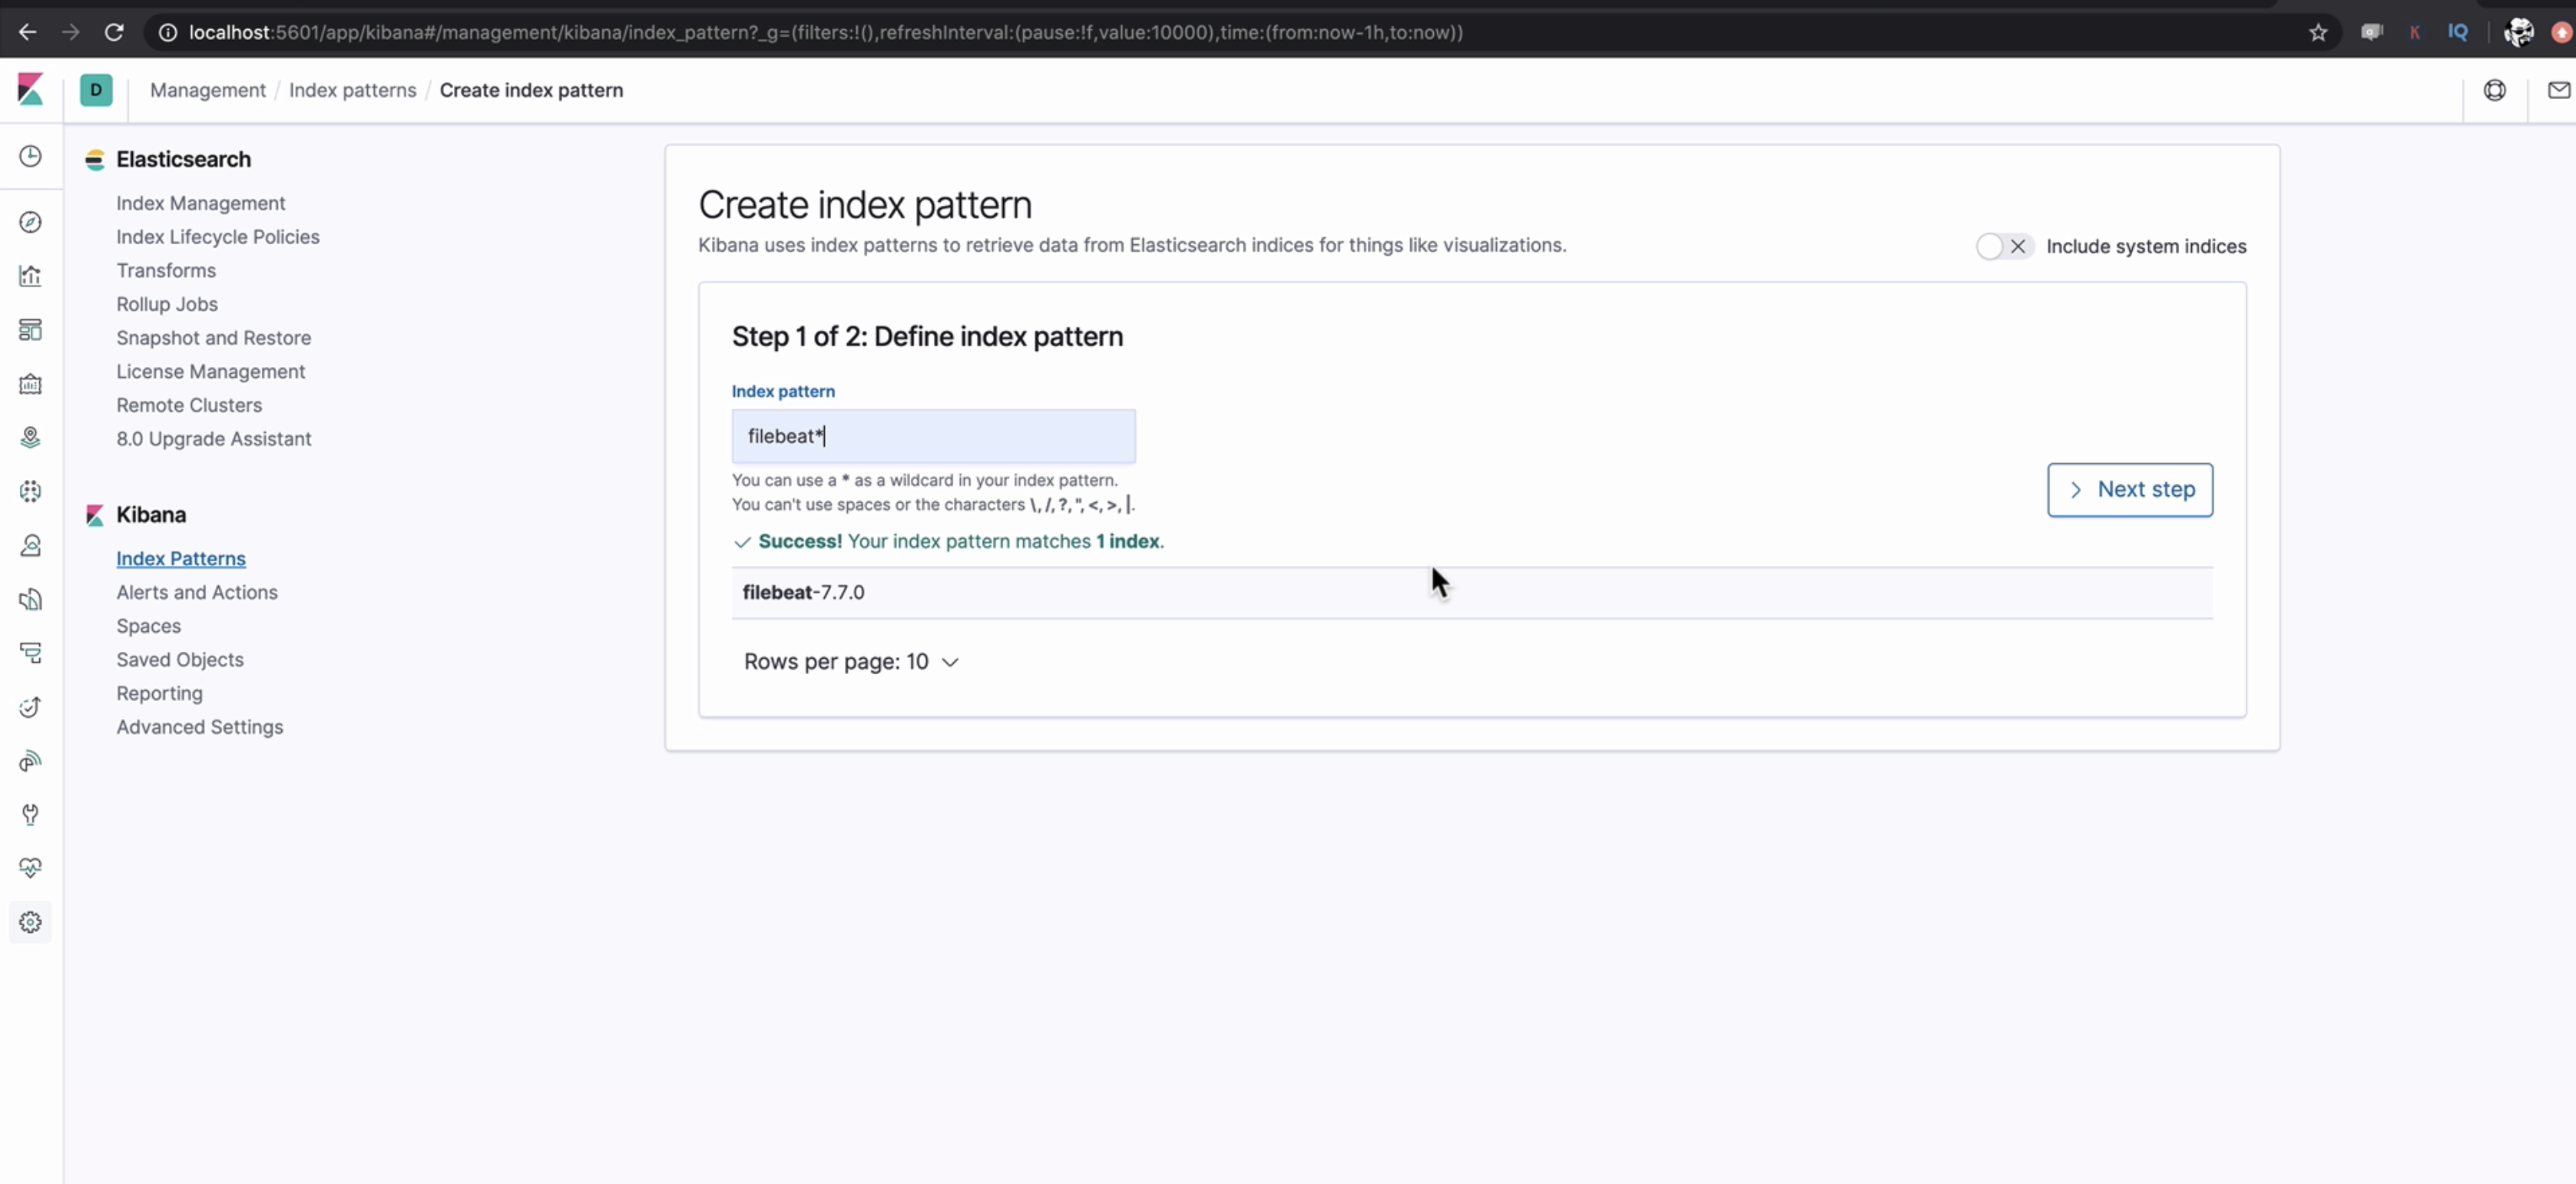 localhost:5601/app/kibana#/management/kibana/index_pattern?_g=(filters:!(),refreshInterval:(pause:!f,value:10000),time:(from:now-1h,to:now))
K
IQ
D
Management / Index patterns / Create index pattern
Elasticsearch
Index Management
Index Lifecycle Policies
Transforms
Rollup Jobs
Snapshot and Restore
License Management
Remote Clusters
8.0 Upgrade Assistant
Kibana
Index Patterns
Alerts and Actions
Spaces
Saved Objects
Reporting
Advanced Settings
Create index pattern
Kibana uses index patterns to retrieve data from Elasticsearch indices for things like visualizations.
Include system indices
Step 1 of 2: Define index pattern
Index pattern
filebeat*
You can use a * as a wildcard in your index pattern.
You can't use spaces or the characters \, /, ?, ", <, >, |.
Next step
Success! Your index pattern matches 1 index.
filebeat-7.7.0
Rows per page: 10